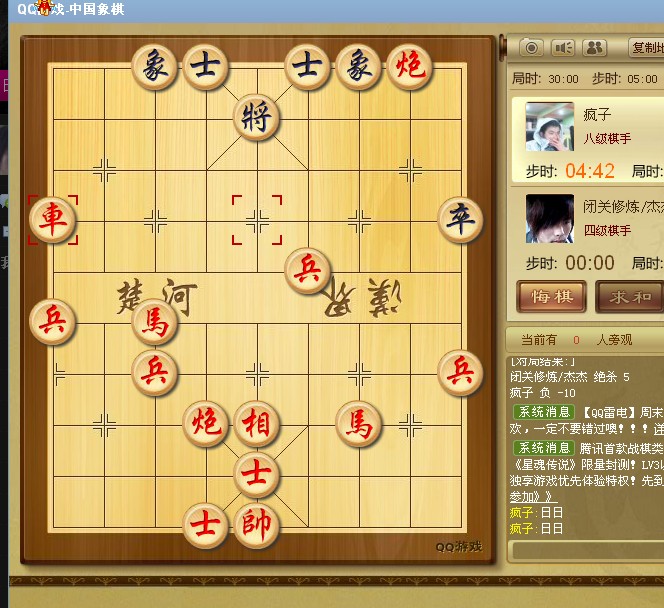 QQ游戏-中国象棋
象 士 士 象 炮
將
車 卒
兵
楚 河 漢 界
兵 馬
兵 兵
炮 相 馬
士
士 帥
QQ游戏
复制
局时: 30:00 步时: 05:00
疯子
八级棋手
步时: 04:42 局时:
闭关修炼/杰
四级棋手
步时: 00:00 局时:
悔棋 求和
当前有 0 人旁观
[对局结果:]
闭关修炼/杰杰 绝杀 5
疯子 负 -10
系统消息 【QQ雷电】周末
欢，一定不要错过噢！！！
系统消息 腾讯首款战棋类
《星魂传说》限量封测！LV3
独享游戏优先体验特权！先到
参加》》
疯子:日日
疯子:日日